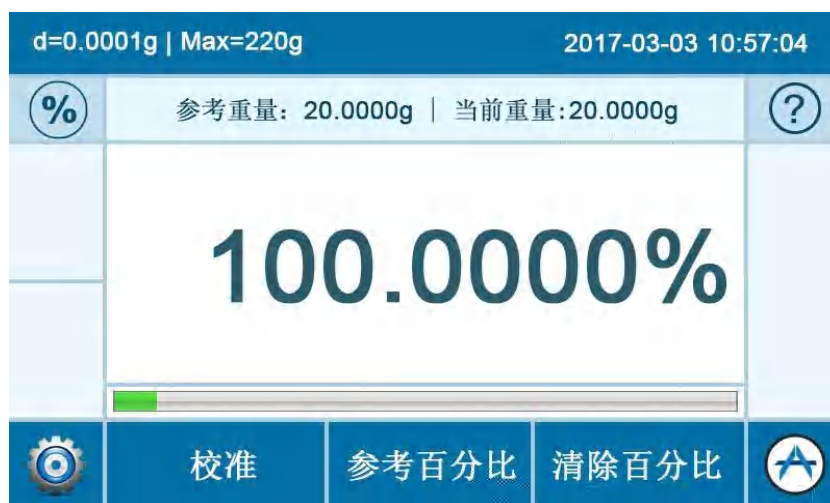 d=0.0001g | Max=220g 2017-03-03 10:57:04
% 参考重量: 20.0000g | 当前重量:20.0000g ?
100.0000%
校准 参考百分比 清除百分比